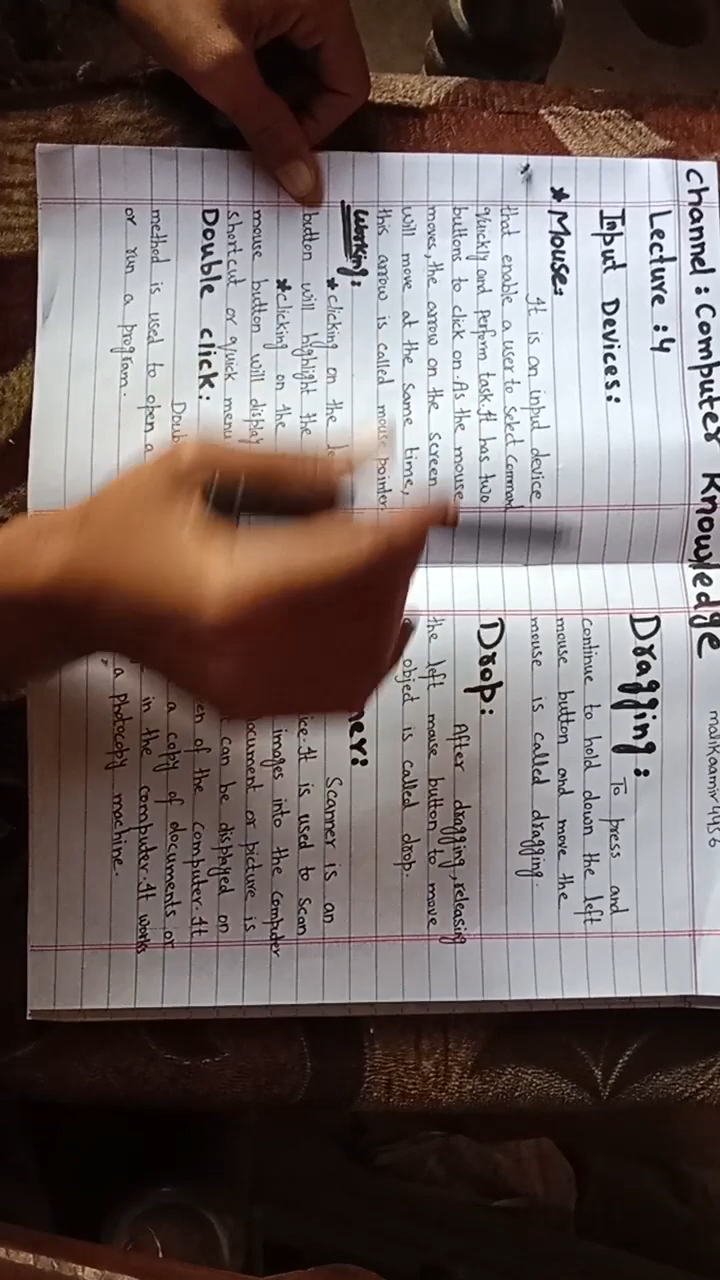 Channel: Computer Knowledge
malikaamir4456
Lecture :4
Input Devices:
* Mouse:
It is an input device
that enable a user to select command
quickly and perform task. It has two
buttons to click on. As the mouse
moves, the arrow on the screen
will move at the same time,
this arrow is called mouse pointer.
Working:
* clicking on the
button will highlight the
* clicking on the
mouse button will display
shortcut or quick menu
Double click:
method is used to open a
or run a program.
Dragging:
To press and
continue to hold down the left
mouse button and move the
mouse is called dragging.
Drop:
After dragging, releasing
the left mouse button to move
object is called drop.
Scanner is an
It is used to scan
images into the computer
document or picture is
can be displayed on
of the computer. It
a copy of documents or
in the computer. It works
a photocopy machine.